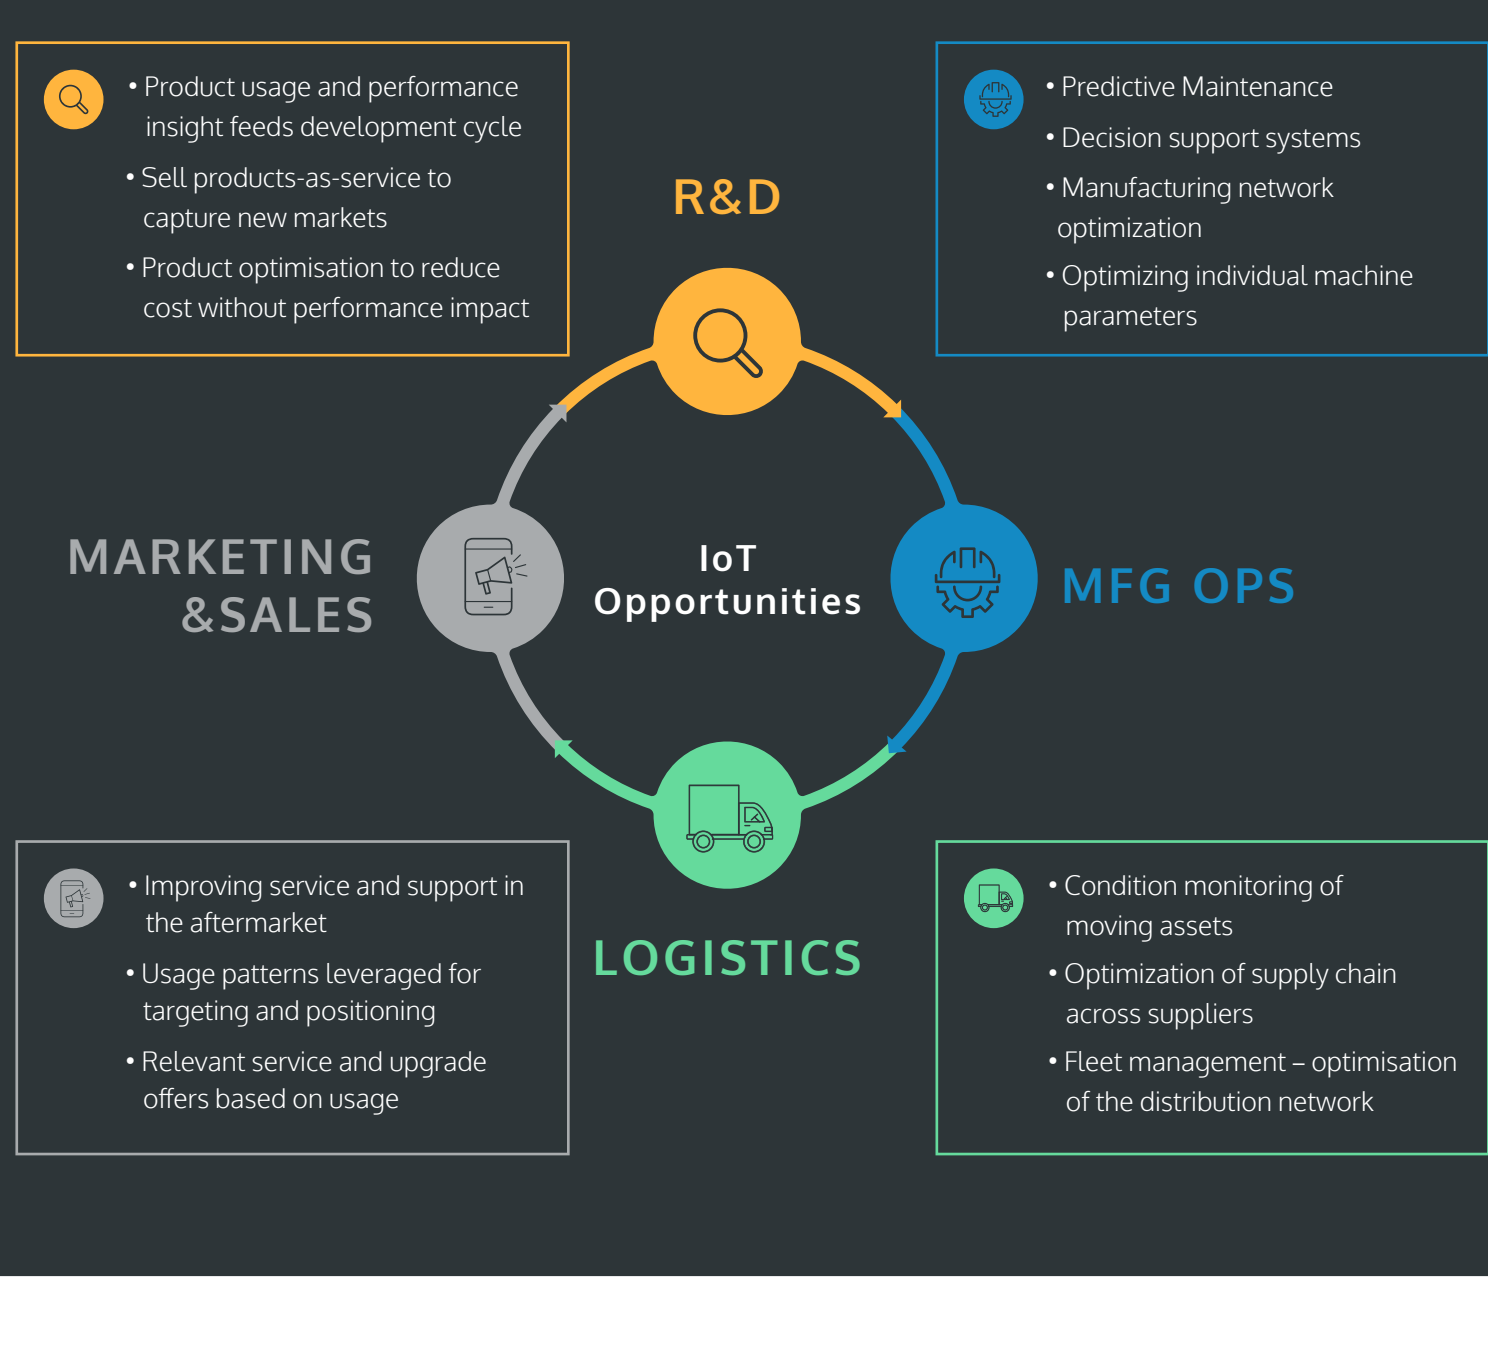 • Product usage and performance
insight feeds development cycle
• Sell products-as-service to
capture new markets
• Product optimisation to reduce
cost without performance impact
• Predictive Maintenance
• Decision support systems
• Manufacturing network
optimization
• Optimizing individual machine
parameters
R&D
MARKETING
&SALES
IoT
Opportunities
MFG OPS
LOGISTICS
• Improving service and support in
the aftermarket
• Usage patterns leveraged for
targeting and positioning
• Relevant service and upgrade
offers based on usage
• Condition monitoring of
moving assets
• Optimization of supply chain
across suppliers
• Fleet management – optimisation
of the distribution network